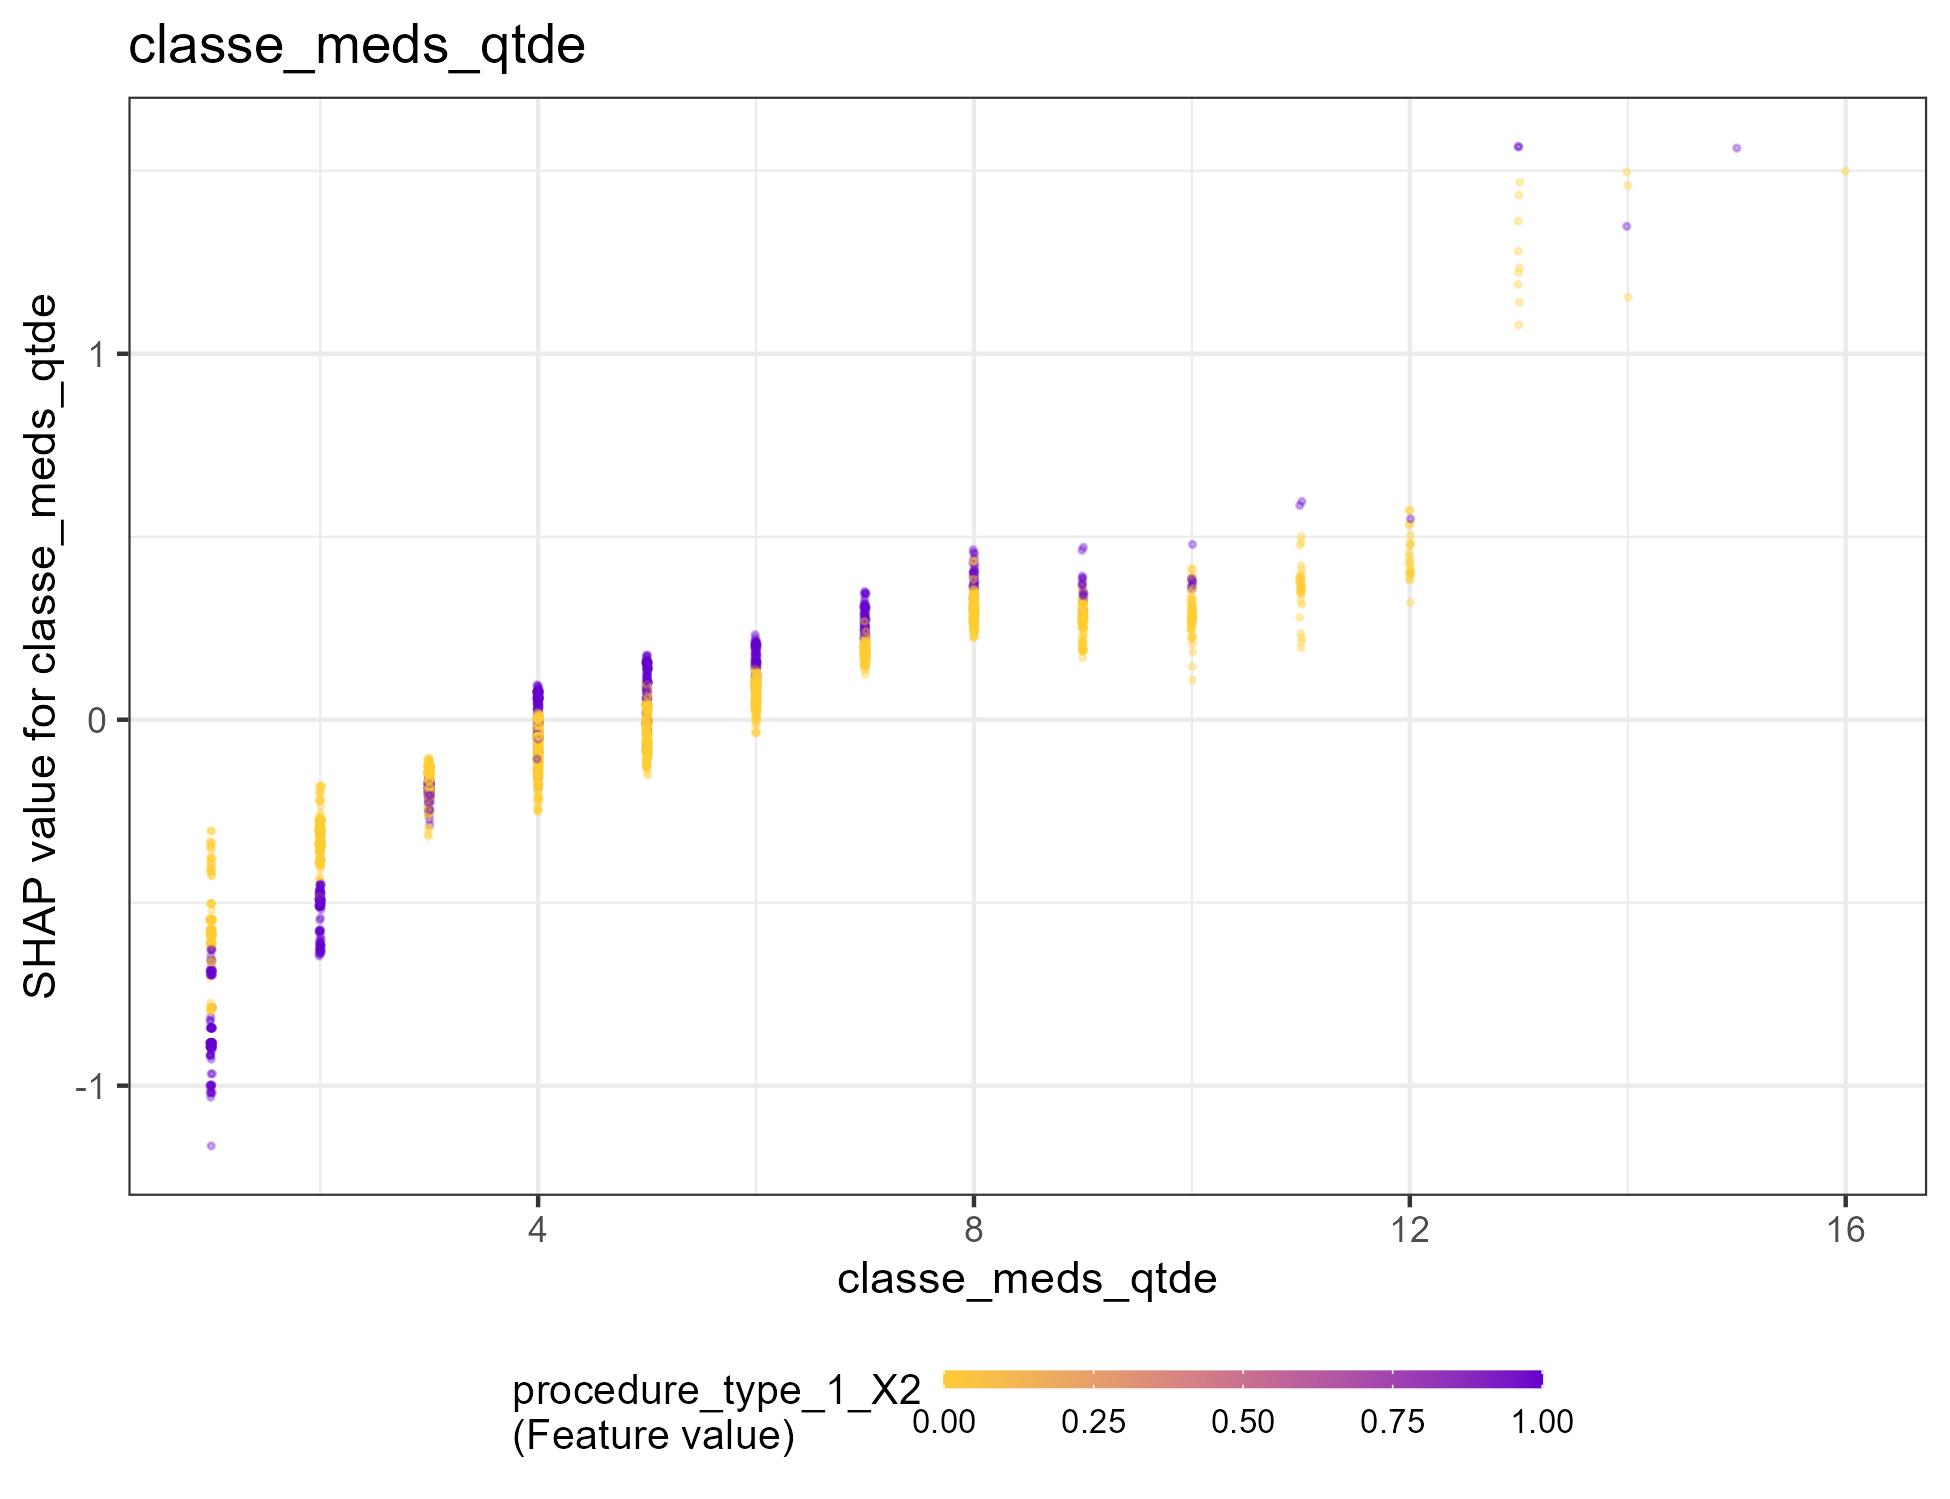 classe_meds_qtde
SHAP value for classe_meds_qtde
1
0
-1
4
8
12
16
classe_meds_qtde
procedure_type_1_X2
(Feature value)
0.00
0.25
0.50
0.75
1.00